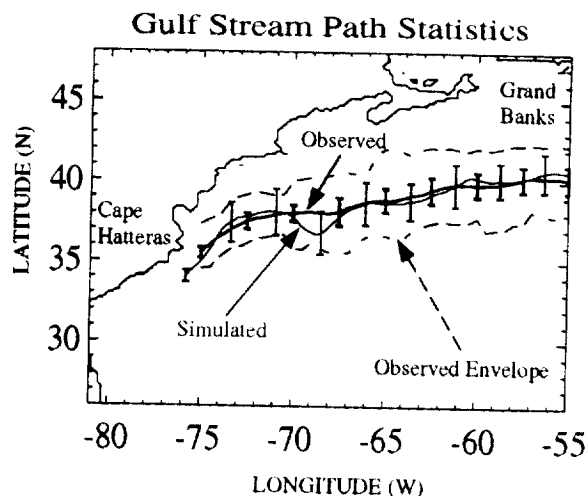 Gulf Stream Path Statistics
LATITUDE (N)
45
40
35
30
Grand
Banks
Observed
Cape
Hatteras
Simulated
Observed Envelope
-80
-75
-70
-65
-60
-55
LONGITUDE (W)